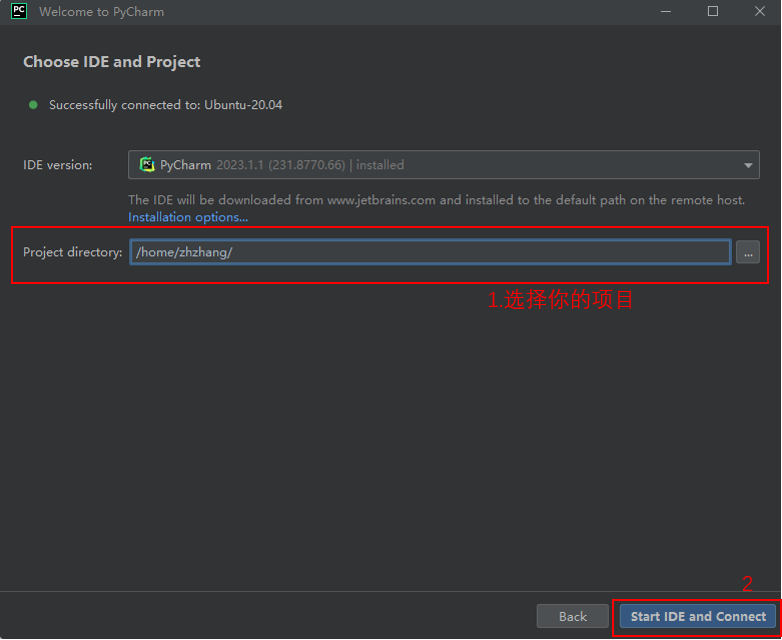 PC Welcome to PyCharm
Choose IDE and Project
Successfully connected to: Ubuntu-20.04
IDE version: PC PyCharm 2023.1.1 (231.8770.66) | installed
The IDE will be downloaded from www.jetbrains.com and installed to the default path on the remote host.
Installation options...
Project directory: /home/zhzhang/ ...
1.选择你的项目
2
Back Start IDE and Connect